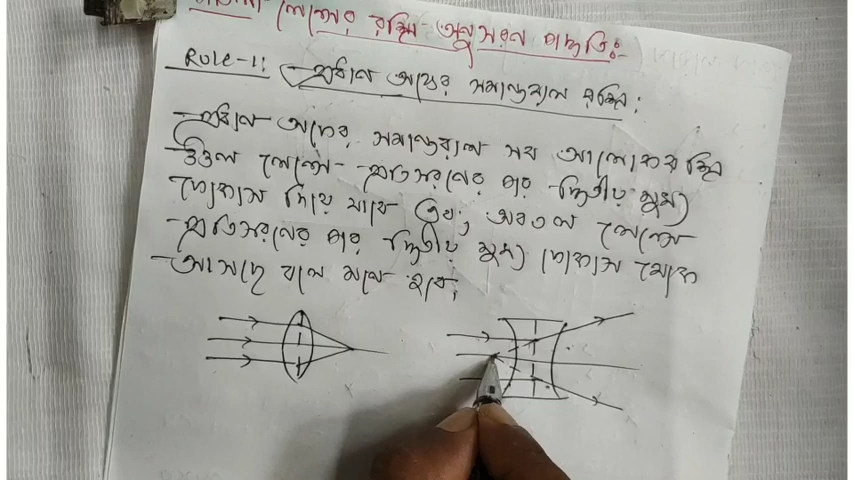 লেন্সের রশ্মি অনুসরণ পদ্ধতিঃ
Rule-1: প্রধান অক্ষের সমান্তরাল রশ্মি:
প্রধান অক্ষের সমান্তরাল সব আলোক রশ্মি
উত্তল লেন্সে প্রতিসরণের পর দ্বিতীয় মুখ্য
ফোকাস দিয়ে যাবে এবং অবতল লেন্সে
প্রতিসরণের পর দ্বিতীয় মুখ্য ফোকাস থেকে
আসছে বলে মনে হবে,